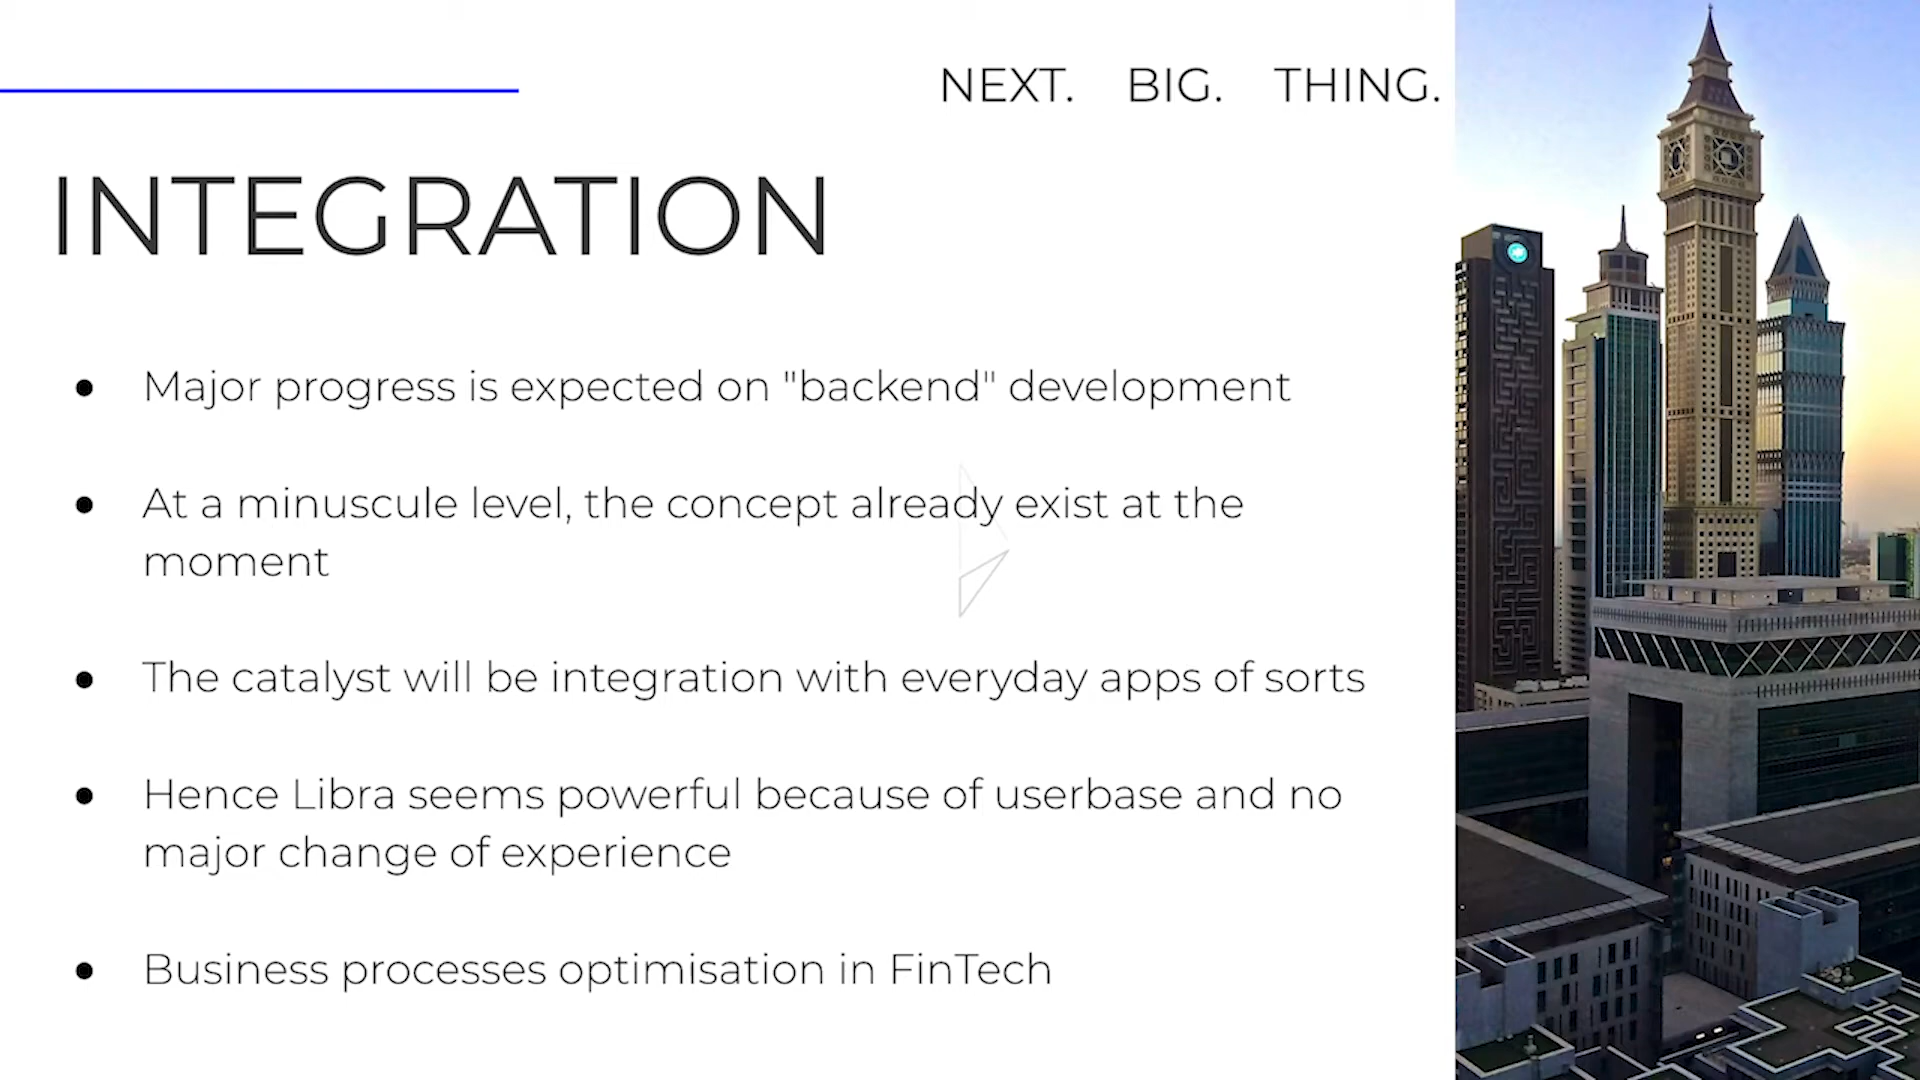 NEXT. BIG. THING.
INTEGRATION
● Major progress is expected on "backend" development
● At a minuscule level, the concept already exist at the
moment
● The catalyst will be integration with everyday apps of sorts
● Hence Libra seems powerful because of userbase and no
major change of experience
● Business processes optimisation in FinTech